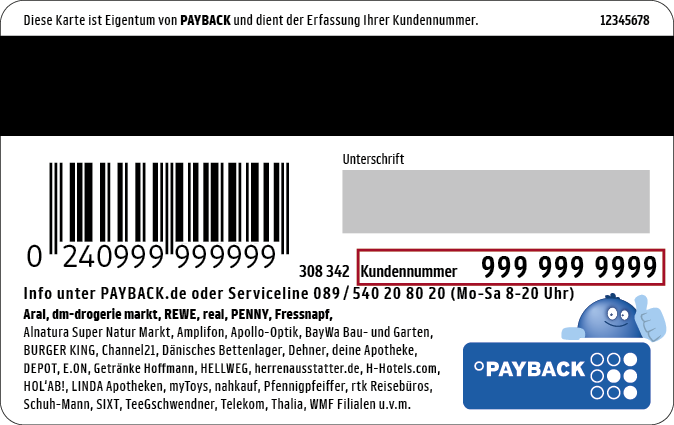 Diese Karte ist Eigentum von PAYBACK und dient der Erfassung Ihrer Kundennummer. 12345678
Unterschrift
0 240999 999999
308 342 Kundennummer 999 999 9999
Info unter PAYBACK.de oder Serviceline 089 / 540 20 80 20 (Mo-Sa 8-20 Uhr)
Aral, dm-drogerie markt, REWE, real, PENNY, Fressnapf,
Alnatura Super Natur Markt, Amplifon, Apollo-Optik, BayWa Bau- und Garten,
BURGER KING, Channel21, Dänisches Bettenlager, Dehner, deine Apotheke,
DEPOT, E.ON, Getränke Hoffmann, HELLWEG, herrenausstatter.de, H-Hotels.com,
HOL'AB!, LINDA Apotheken, myToys, nahkauf, Pfennigpfeiffer, rtk Reisebüros,
Schuh-Mann, SIXT, TeeGschwendner, Telekom, Thalia, WMF Filialen u.v.m.
PAYBACK